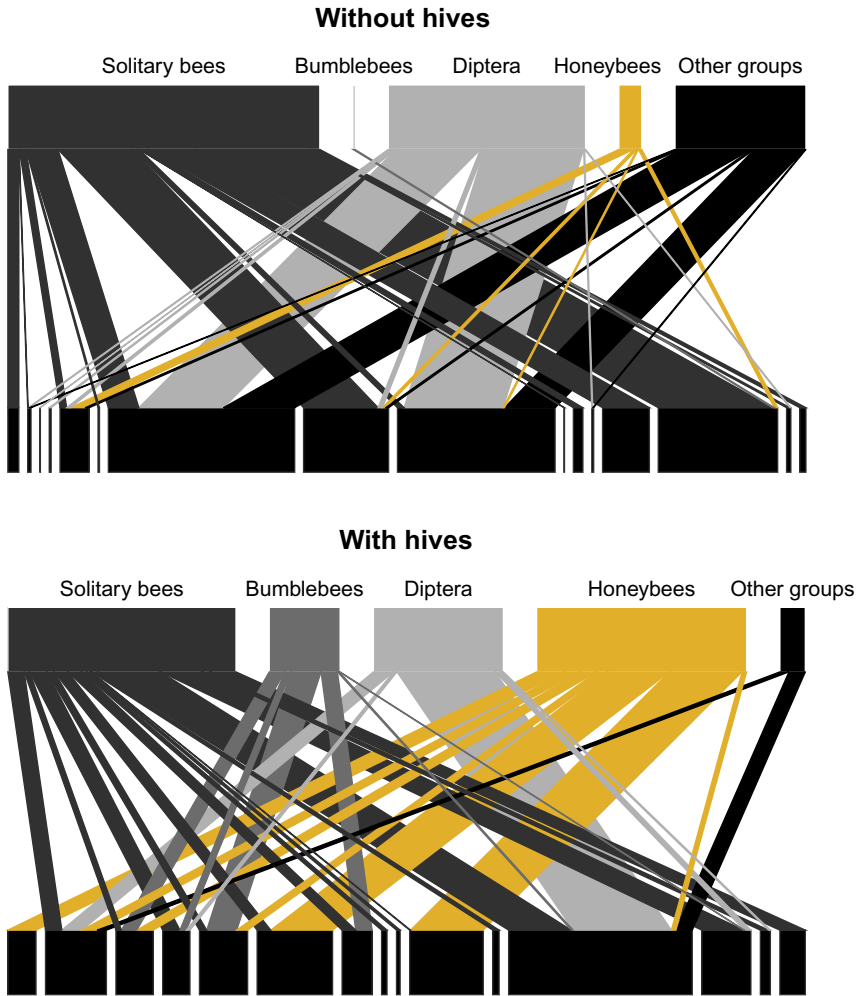 Without hives
Solitary bees Bumblebees Diptera Honeybees Other groups
With hives
Solitary bees Bumblebees Diptera Honeybees Other groups